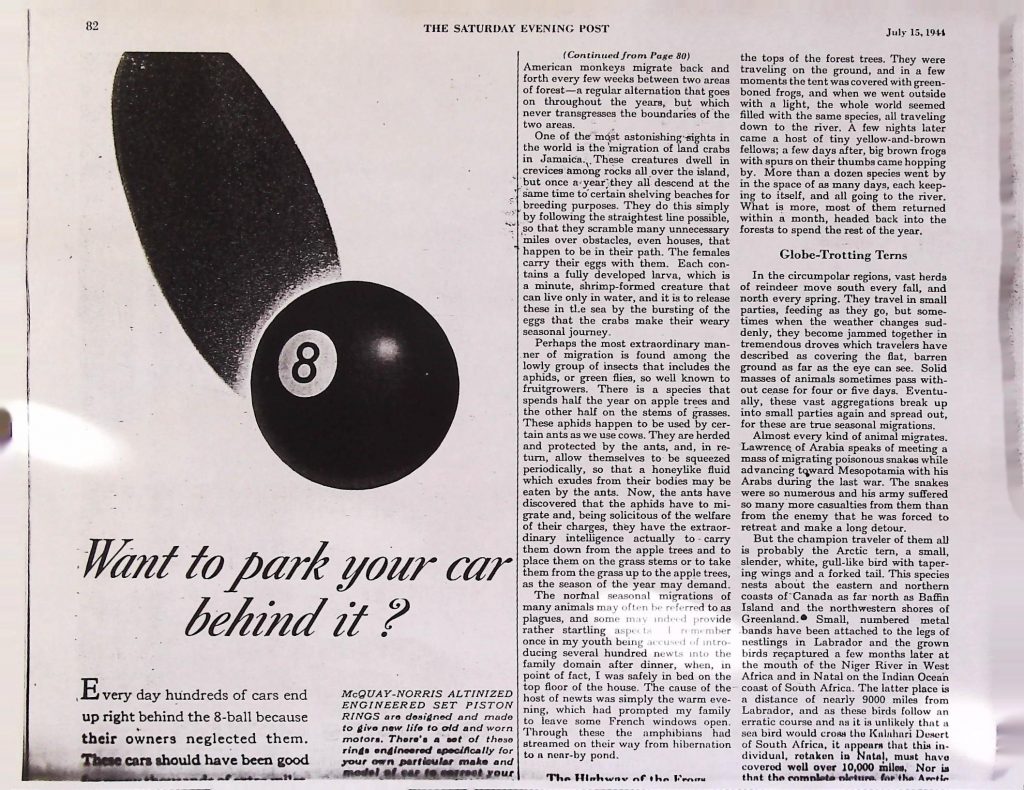 82
THE SATURDAY EVENING POST
July 15, 1944
8
Want to park your car
behind it ?
Every day hundreds of cars end
up right behind the 8-ball because
their owners neglected them.
These cars should have been good
McQUAY-NORRIS ALTINIZED
ENGINEERED SET PISTON
RINGS are designed and made
to give new life to old and worn
motors. There's a set of these
rings engineered specifically for
your own particular make and
model of car to correct your
(Continued from Page 80)
American monkeys migrate back and
forth every few weeks between two areas
of forest—a regular alternation that goes
on throughout the years, but which
never transgresses the boundaries of the
two areas.
One of the most astonishing sights in
the world is the migration of land crabs
in Jamaica. These creatures dwell in
crevices among rocks all over the island,
but once a year they all descend at the
same time to certain shelving beaches for
breeding purposes. They do this simply
by following the straightest line possible,
so that they scramble many unnecessary
miles over obstacles, even houses, that
happen to be in their path. The females
carry their eggs with them. Each con-
tains a fully developed larva, which is
a minute, shrimp-formed creature that
can live only in water, and it is to release
these in the sea by the bursting of the
eggs that the crabs make their weary
seasonal journey.
Perhaps the most extraordinary man-
ner of migration is found among the
lowly group of insects that includes the
aphids, or green flies, so well known to
fruitgrowers. There is a species that
spends half the year on apple trees and
the other half on the stems of grasses.
These aphids happen to be used by cer-
tain ants as we use cows. They are herded
and protected by the ants, and, in re-
turn, allow themselves to be squeezed
periodically, so that a honeylike fluid
which exudes from their bodies may be
eaten by the ants. Now, the ants have
discovered that the aphids have to mi-
grate and, being solicitous of the welfare
of their charges, they have the extraor-
dinary intelligence actually to carry
them down from the apple trees and to
place them on the grass stems or to take
them from the grass up to the apple trees,
as the season of the year may demand.
The normal seasonal migrations of
many animals may often be referred to as
plagues, and some may indeed provide
rather startling aspects. I remember
once in my youth being accused of intro-
ducing several hundred newts into the
family domain after dinner, when, in
point of fact, I was safely in bed on the
top floor of the house. The cause of the
host of newts was simply the warm eve-
ning, which had prompted my family
to leave some French windows open.
Through these the amphibians had
streamed on their way from hibernation
to a near-by pond.
The Highway of the Frogs
the tops of the forest trees. They were
traveling on the ground, and in a few
moments the tent was covered with green-
boned frogs, and when we went outside
with a light, the whole world seemed
filled with the same species, all traveling
down to the river. A few nights later
came a host of tiny yellow-and-brown
fellows; a few days after, big brown frogs
with spurs on their thumbs came hopping
by. More than a dozen species went by
in the space of as many days, each keep-
ing to itself, and all going to the river.
What is more, most of them returned
within a month, headed back into the
forests to spend the rest of the year.
Globe-Trotting Terns
In the circumpolar regions, vast herds
of reindeer move south every fall, and
north every spring. They travel in small
parties, feeding as they go, but some-
times when the weather changes sud-
denly, they become jammed together in
tremendous droves which travelers have
described as covering the flat, barren
ground as far as the eye can see. Solid
masses of animals sometimes pass with-
out cease for four or five days. Eventu-
ally, these vast aggregations break up
into small parties again and spread out,
for these are true seasonal migrations.
Almost every kind of animal migrates.
Lawrence of Arabia speaks of meeting a
mass of migrating poisonous snakes while
advancing toward Mesopotamia with his
Arabs during the last war. The snakes
were so numerous and his army suffered
so many more casualties from them than
from the enemy that he was forced to
retreat and make a long detour.
But the champion traveler of them all
is probably the Arctic tern, a small,
slender, white, gull-like bird with taper-
ing wings and a forked tail. This species
nests about the eastern and northern
coasts of Canada as far north as Baffin
Island and the northwestern shores of
Greenland. Small, numbered metal
bands have been attached to the legs of
nestlings in Labrador and the grown
birds recaptured a few months later at
the mouth of the Niger River in West
Africa and in Natal on the Indian Ocean
coast of South Africa. The latter place is
a distance of nearly 9000 miles from
Labrador, and as these birds follow an
erratic course and as it is unlikely that a
sea bird would cross the Kalahari Desert
of South Africa, it appears that this in-
dividual, retaken in Natal, must have
covered well over 10,000 miles. Nor is
that the complete picture, for the Arctic